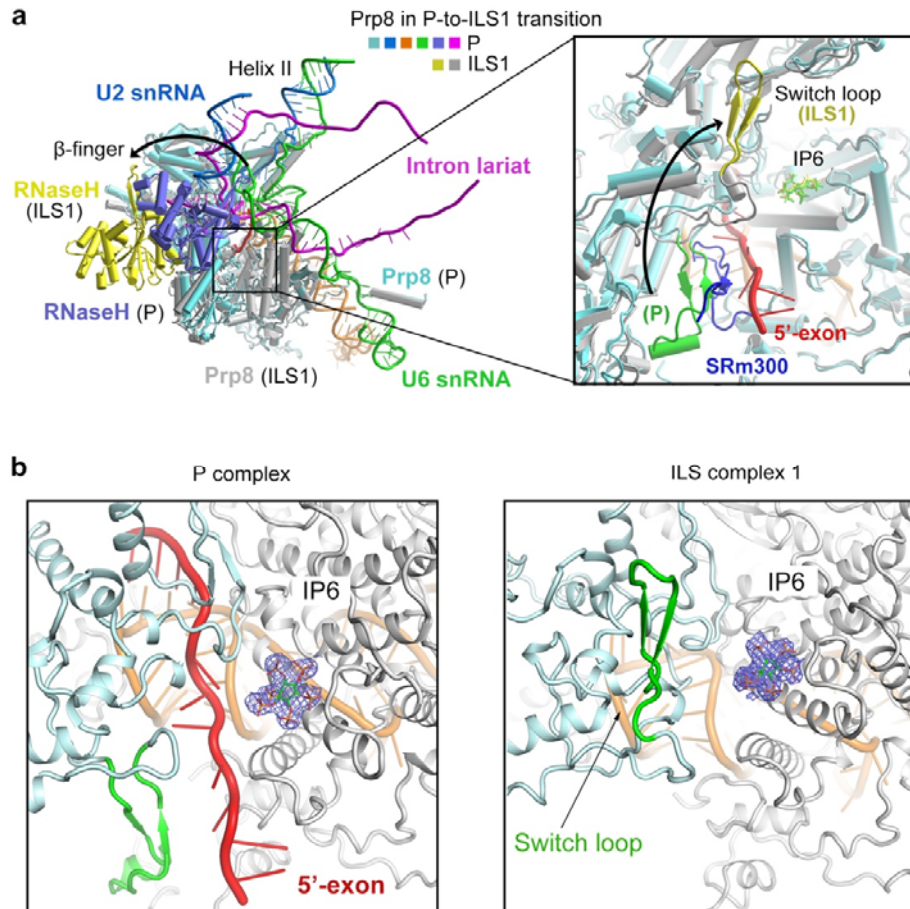 a
Prp8 in P-to-ILS1 transition
P
ILS1
Helix II
U2 snRNA
β-finger
RNaseH
(ILS1)
Intron lariat
RNaseH (P)
Prp8 (P)
Prp8 (ILS1)
U6 snRNA
Switch loop
(ILS1)
IP6
(P)
5'-exon
SRm300
b
P complex
ILS complex 1
IP6
5'-exon
IP6
Switch loop